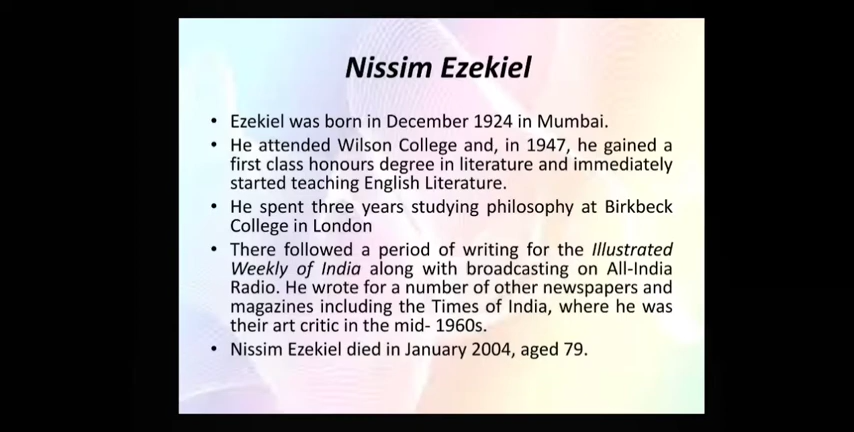 Nissim Ezekiel
• Ezekiel was born in December 1924 in Mumbai.
• He attended Wilson College and, in 1947, he gained a
first class honours degree in literature and immediately
started teaching English Literature.
• He spent three years studying philosophy at Birkbeck
College in London
• There followed a period of writing for the Illustrated
Weekly of India along with broadcasting on All-India
Radio. He wrote for a number of other newspapers and
magazines including the Times of India, where he was
their art critic in the mid- 1960s.
• Nissim Ezekiel died in January 2004, aged 79.